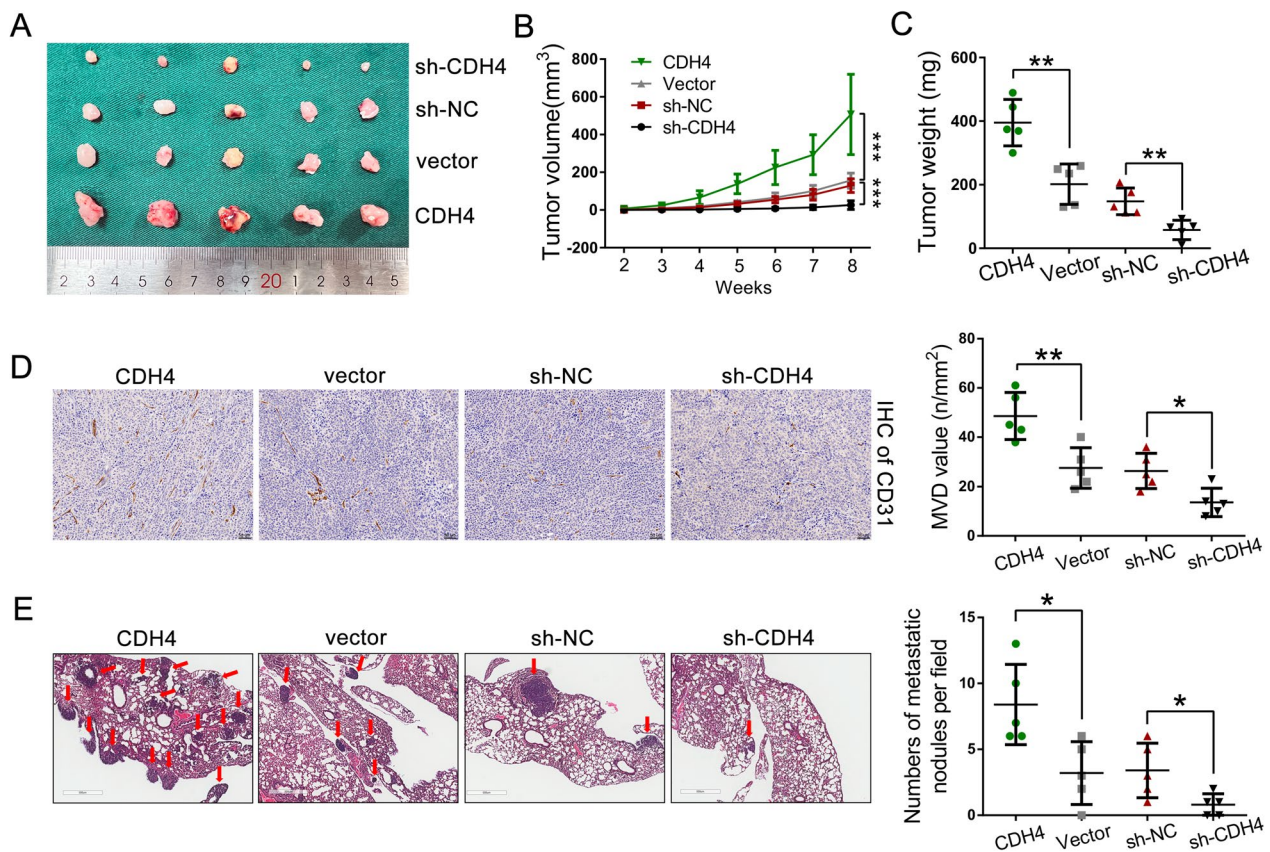 A
sh-CDH4
sh-NC
vector
CDH4
2 3 4 5 6 7 8 9 20 1 2 3 4 5
B
Tumor volume(mm3)
800
600
400
200
0
-200
CDH4
Vector
sh-NC
sh-CDH4
***
***
2 3 4 5 6 7 8
Weeks
C
Tumor weight (mg)
600
400
200
0
**
**
CDH4 Vector sh-NC sh-CDH4
D
CDH4 vector sh-NC sh-CDH4
IHC of CD31
MVD value (n/mm2)
80
60
40
20
0
**
*
CDH4 Vector sh-NC sh-CDH4
E
CDH4 vector sh-NC sh-CDH4
Numbers of metastatic
nodules per field
15
10
5
0
*
*
CDH4 Vector sh-NC sh-CDH4